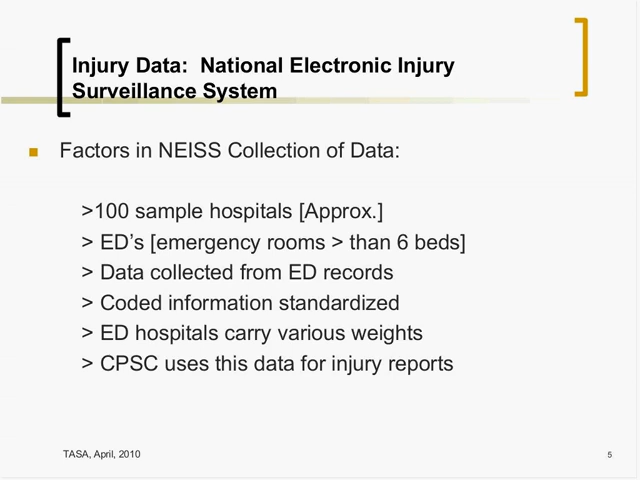 Injury Data:  National Electronic Injury
Surveillance System
Factors in NEISS Collection of Data:
>100 sample hospitals [Approx.]
> ED’s [emergency rooms > than 6 beds]
> Data collected from ED records
> Coded information standardized
> ED hospitals carry various weights
> CPSC uses this data for injury reports
TASA, April, 2010
5